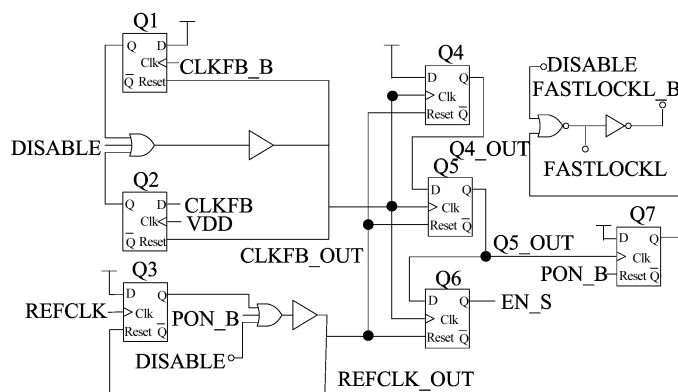 Q1
Q D
Clk
CLKFB_B
Q Reset
DISABLE
Q2
Q D
CLKFB
Clk
VDD
Q Reset
CLKFB_OUT
Q3
D Q
REFCLK
Clk
Reset Q
PON_B
DISABLE
REFCLK_OUT
Q4
D Q
Clk
Reset Q
Q4_OUT
Q5
D Q
Clk
Reset Q
Q5_OUT
Q6
D Q
Clk
Reset Q
EN_S
DISABLE
FASTLOCKL_B
FASTLOCKL
Q7
D Q
Clk
PON_B
Reset Q